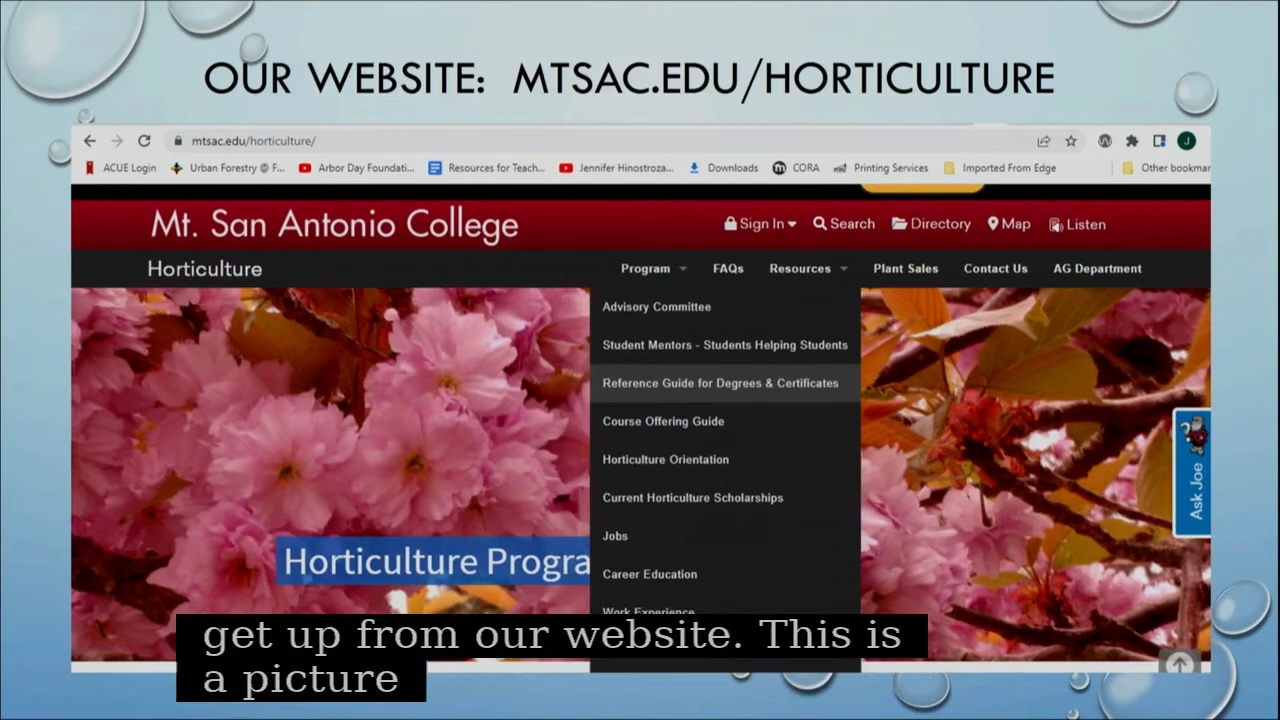 OUR WEBSITE: MTSAC.EDU/HORTICULTURE
mtsac.edu/horticulture/
J
ACUE Login Urban Forestry @ F... Arbor Day Foundati... Resources for Teach... Jennifer Hinostroza... Downloads CORA Printing Services Imported From Edge Other bookmar
Mt. San Antonio College
Sign In Search Directory Map Listen
Horticulture
Program FAQs Resources Plant Sales Contact Us AG Department
Advisory Committee
Student Mentors - Students Helping Students
Reference Guide for Degrees & Certificates
Course Offering Guide
Horticulture Orientation
Current Horticulture Scholarships
Jobs
Career Education
Work Experience
Ask Joe
Horticulture Progra
get up from our website. This is
a picture